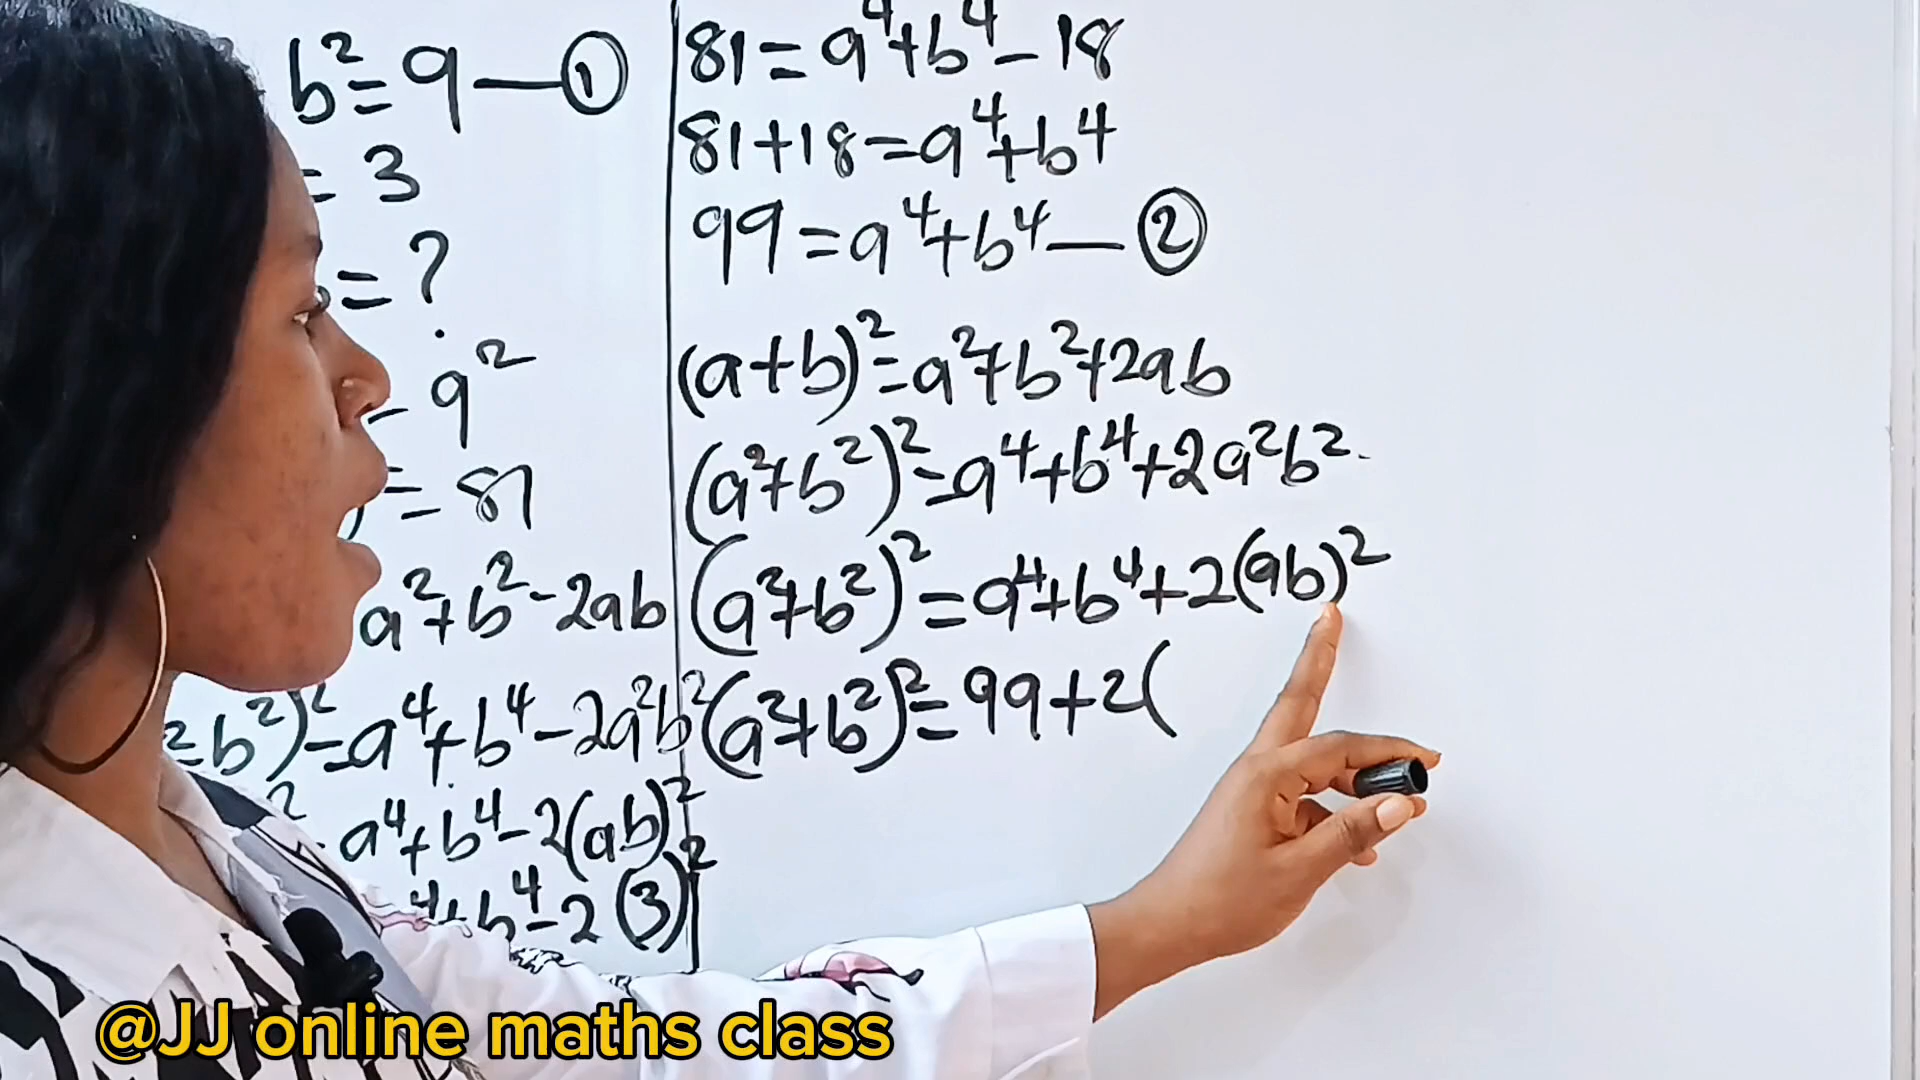 b²=9—①
= 3
= ?
- 9²
= 81
a²+b²-2ab
²=b²)²=a⁴+b⁴-2a²b²
² a⁴+b⁴-2(ab)²
⁴+b⁴-2(3)²
81=a⁴+b⁴-18
81+18=a⁴+b⁴
99=a⁴+b⁴—②
(a+b)²=a²+b²+2ab
(a²+b²)²=a⁴+b⁴+2a²b²
(a²+b²)²=a⁴+b⁴+2(ab)²
(a²+b²)²=99+2(
@JJ online maths class